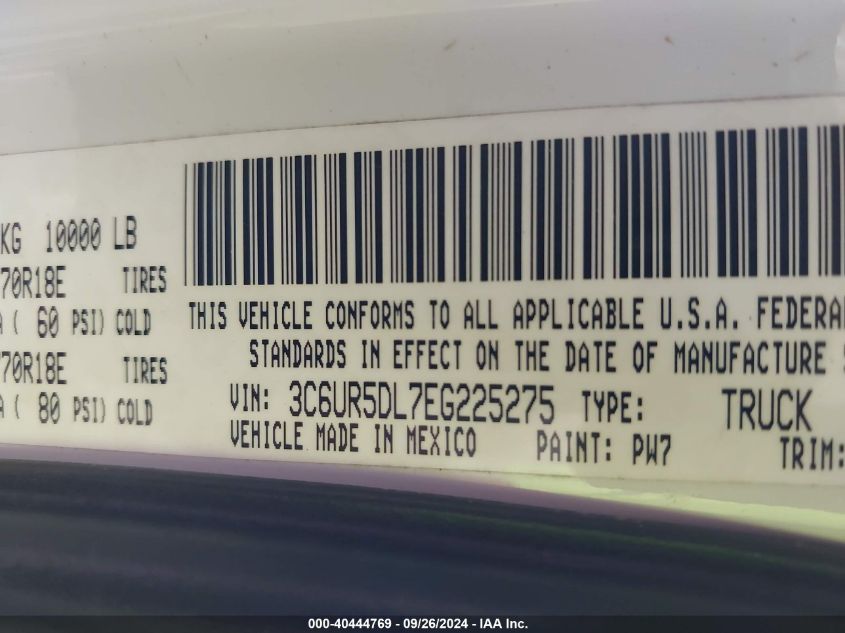 KG 10000 LB
70R18E TIRES
( 60 PSI) COLD
70R18E TIRES
( 80 PSI) COLD
THIS VEHICLE CONFORMS TO ALL APPLICABLE U.S.A. FEDERA
STANDARDS IN EFFECT ON THE DATE OF MANUFACTURE
VIN: 3C6UR5DL7EG225275 TYPE: TRUCK
VEHICLE MADE IN MEXICO PAINT: PW7 TRIM:
000-40444769 - 09/26/2024 - IAA Inc.